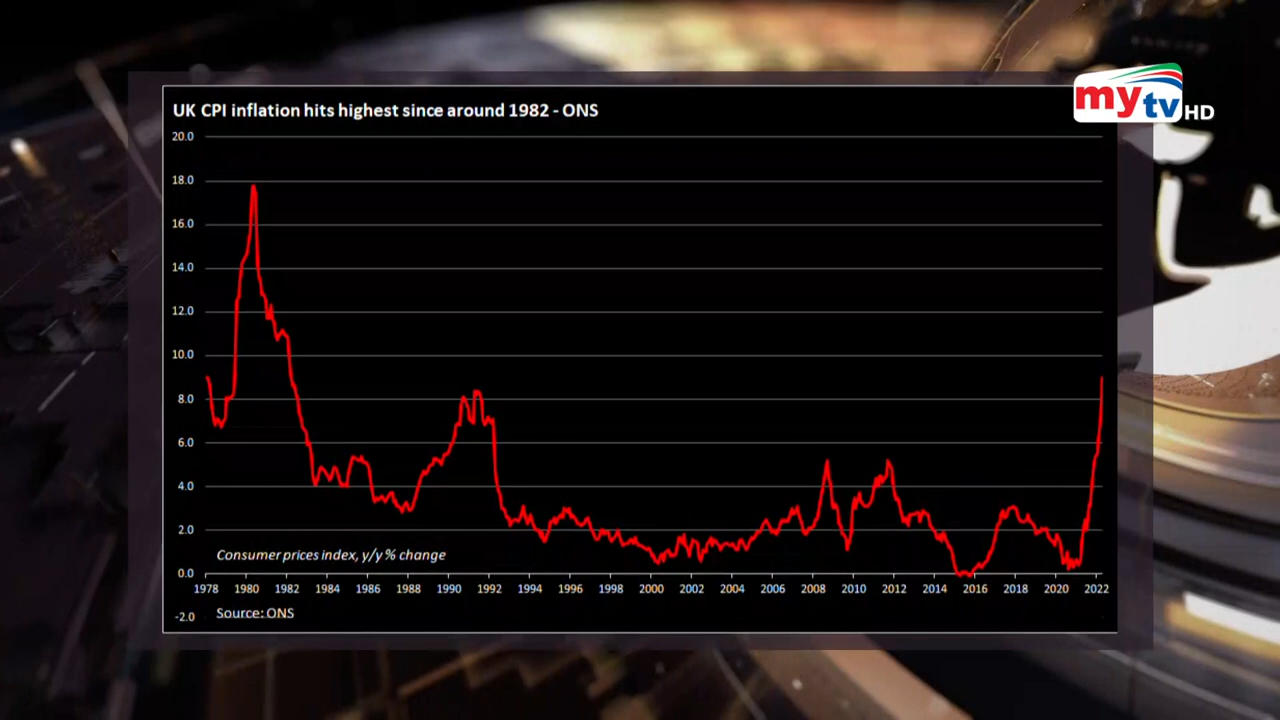 my tv HD
UK CPI inflation hits highest since around 1982 - ONS
20.0
18.0
16.0
14.0
12.0
10.0
8.0
6.0
4.0
2.0
0.0
-2.0
Consumer prices index, y/y % change
1978 1980 1982 1984 1986 1988 1990 1992 1994 1996 1998 2000 2002 2004 2006 2008 2010 2012 2014 2016 2018 2020 2022
Source: ONS